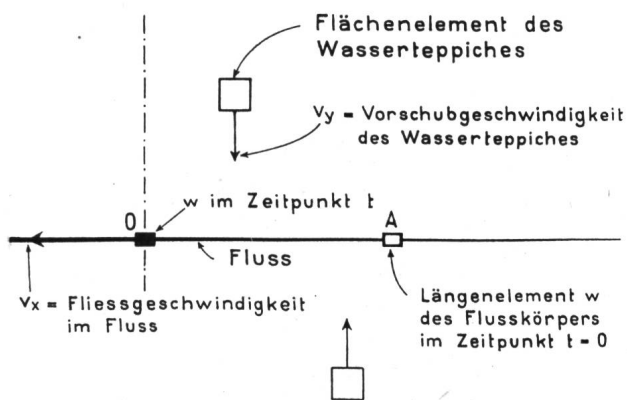 Flächenelement des
Wasserteppiches
vy = Vorschubgeschwindigkeit
des Wasserteppiches
O
w im Zeitpunkt t
A
Fluss
vx = Fliessgeschwindigkeit
im Fluss
Längenelement w
des Flusskörpers
im Zeitpunkt t=0